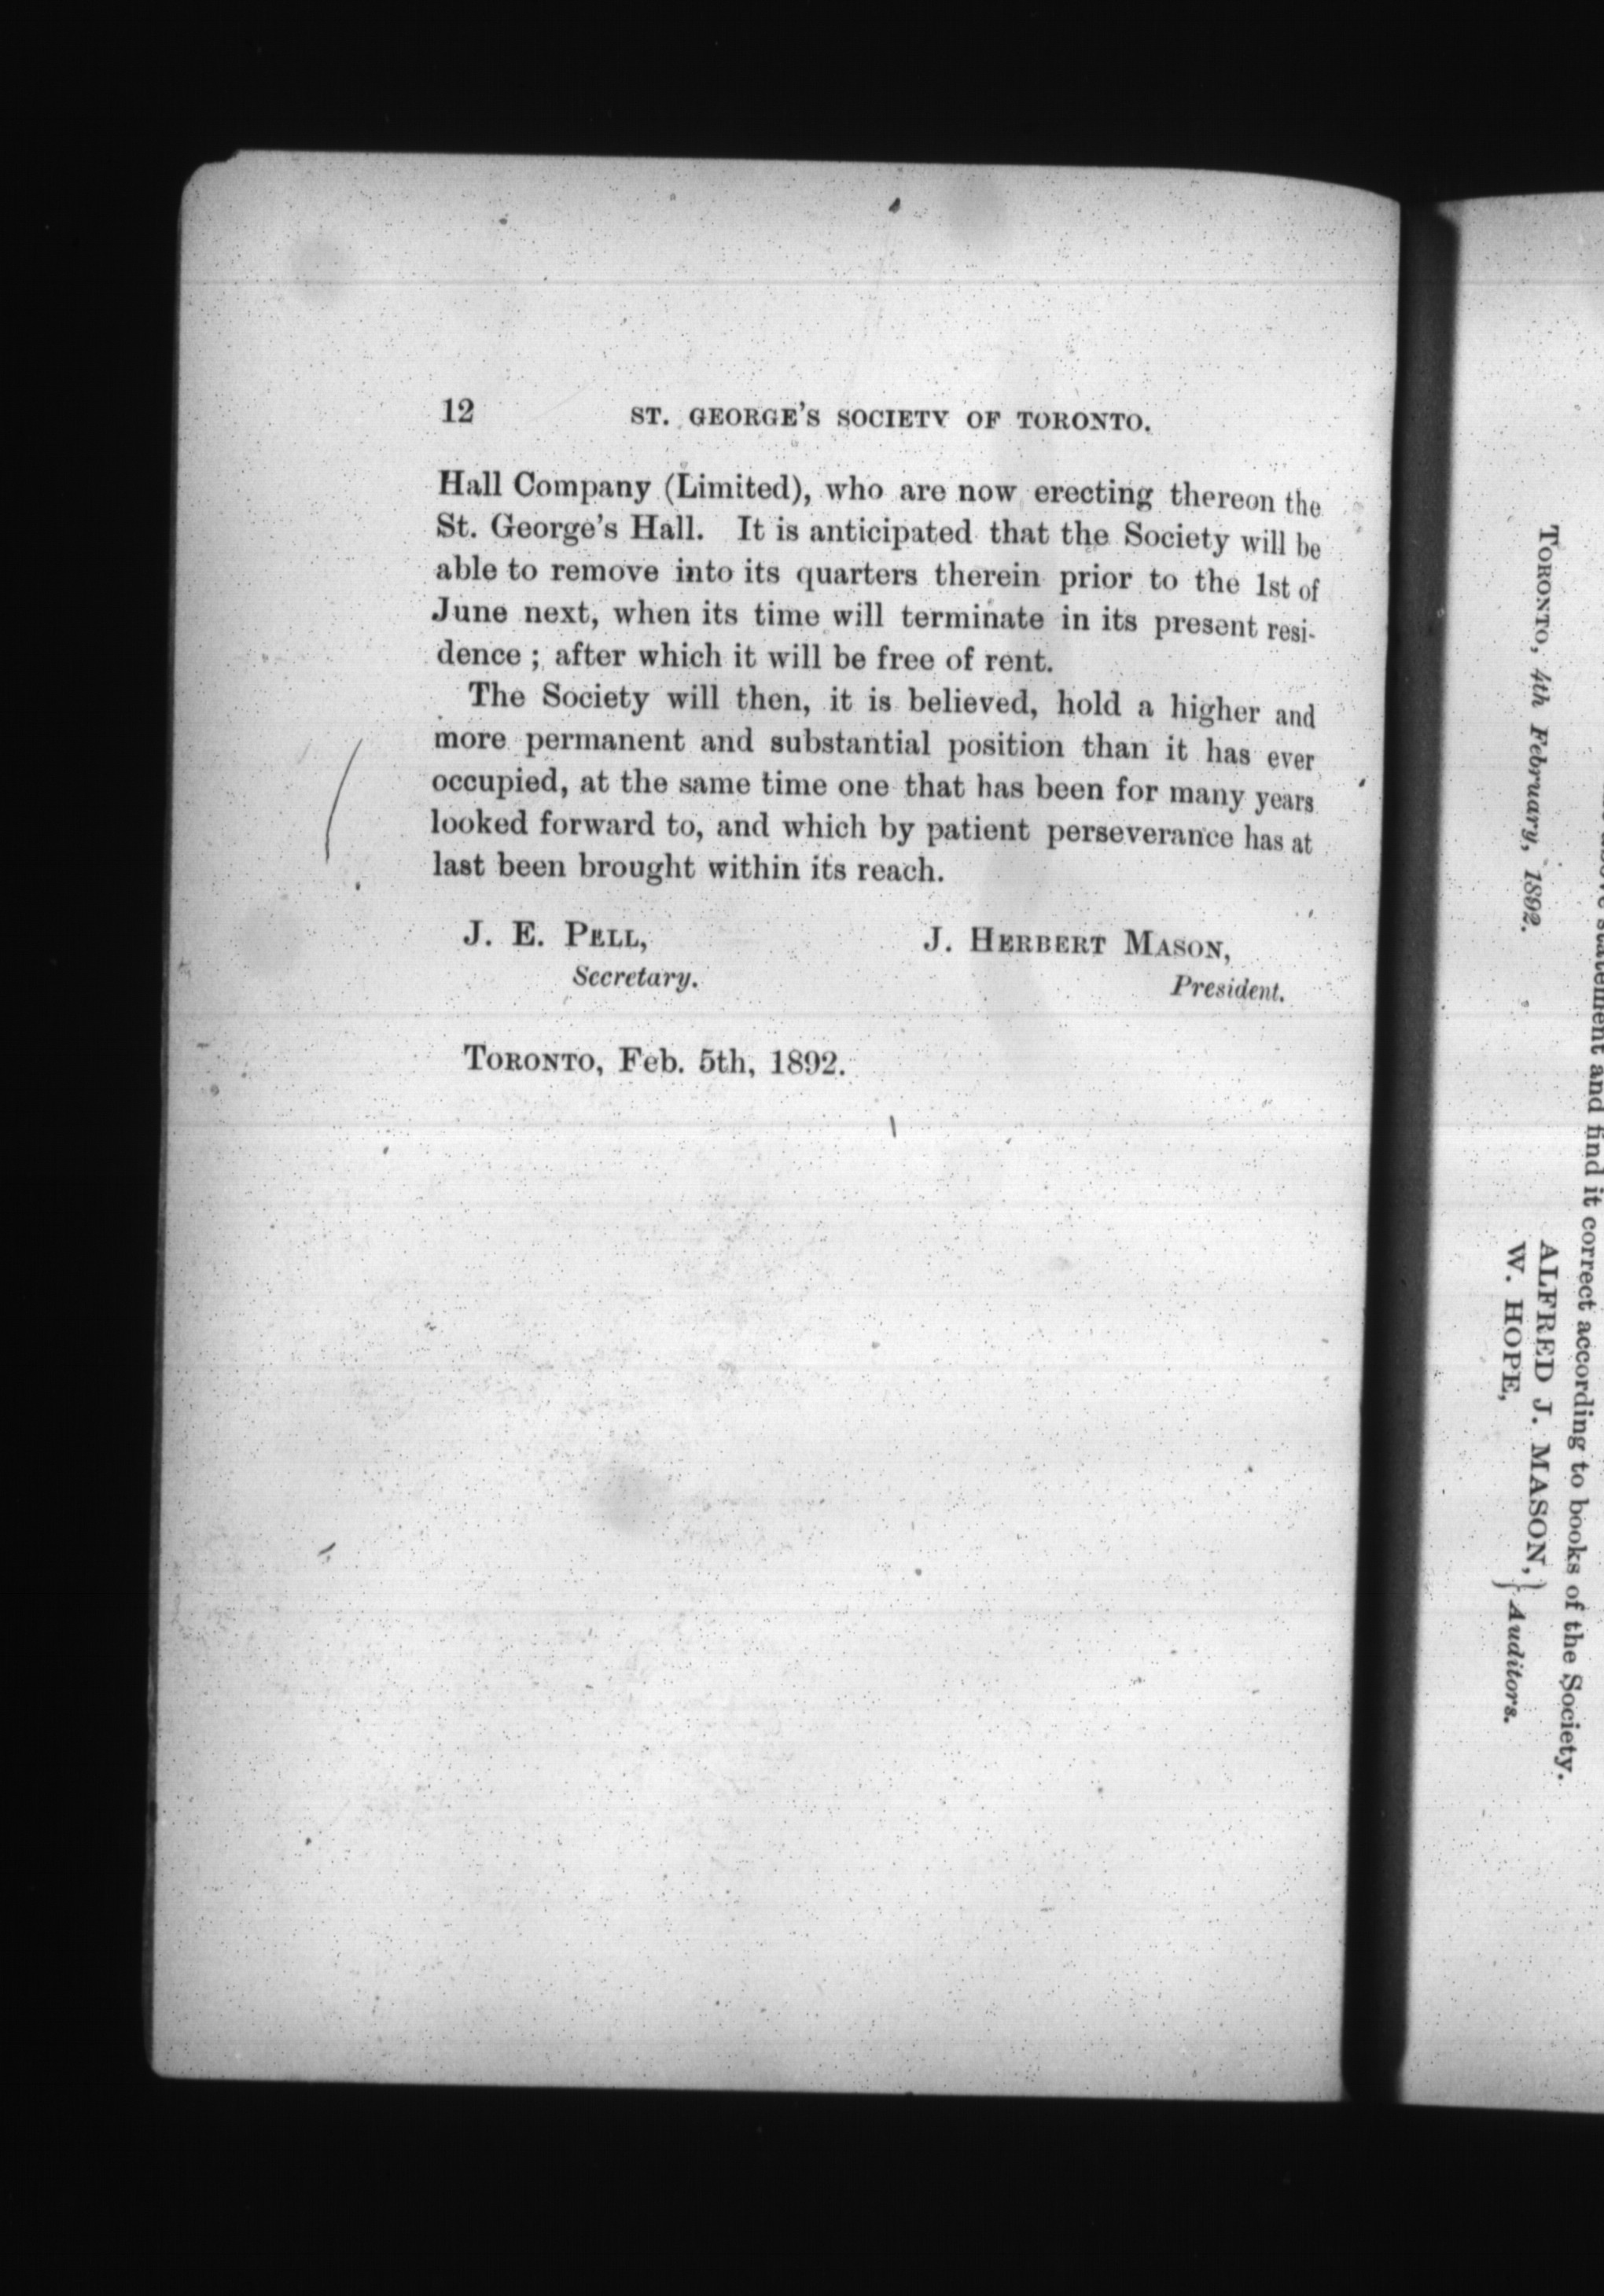 12 ST. GEORGE'S SOCIETY OF TORONTO.
Hall Company (Limited), who are now erecting thereon the
St. George's Hall. It is anticipated that the Society will be
able to remove into its quarters therein prior to the 1st of
June next, when its time will terminate in its present resi-
dence ; after which it will be free of rent.
The Society will then, it is believed, hold a higher and
more permanent and substantial position than it has ever
occupied, at the same time one that has been for many years
looked forward to, and which by patient perseverance has at
last been brought within its reach.
J. E. PELL, J. HERBERT MASON,
Secretary. President.
TORONTO, Feb. 5th, 1892.
statement and find it correct according to books of the Society.
ALFRED J. MASON, } Auditors.
W. HOPE,
TORONTO, 4th February, 1892.